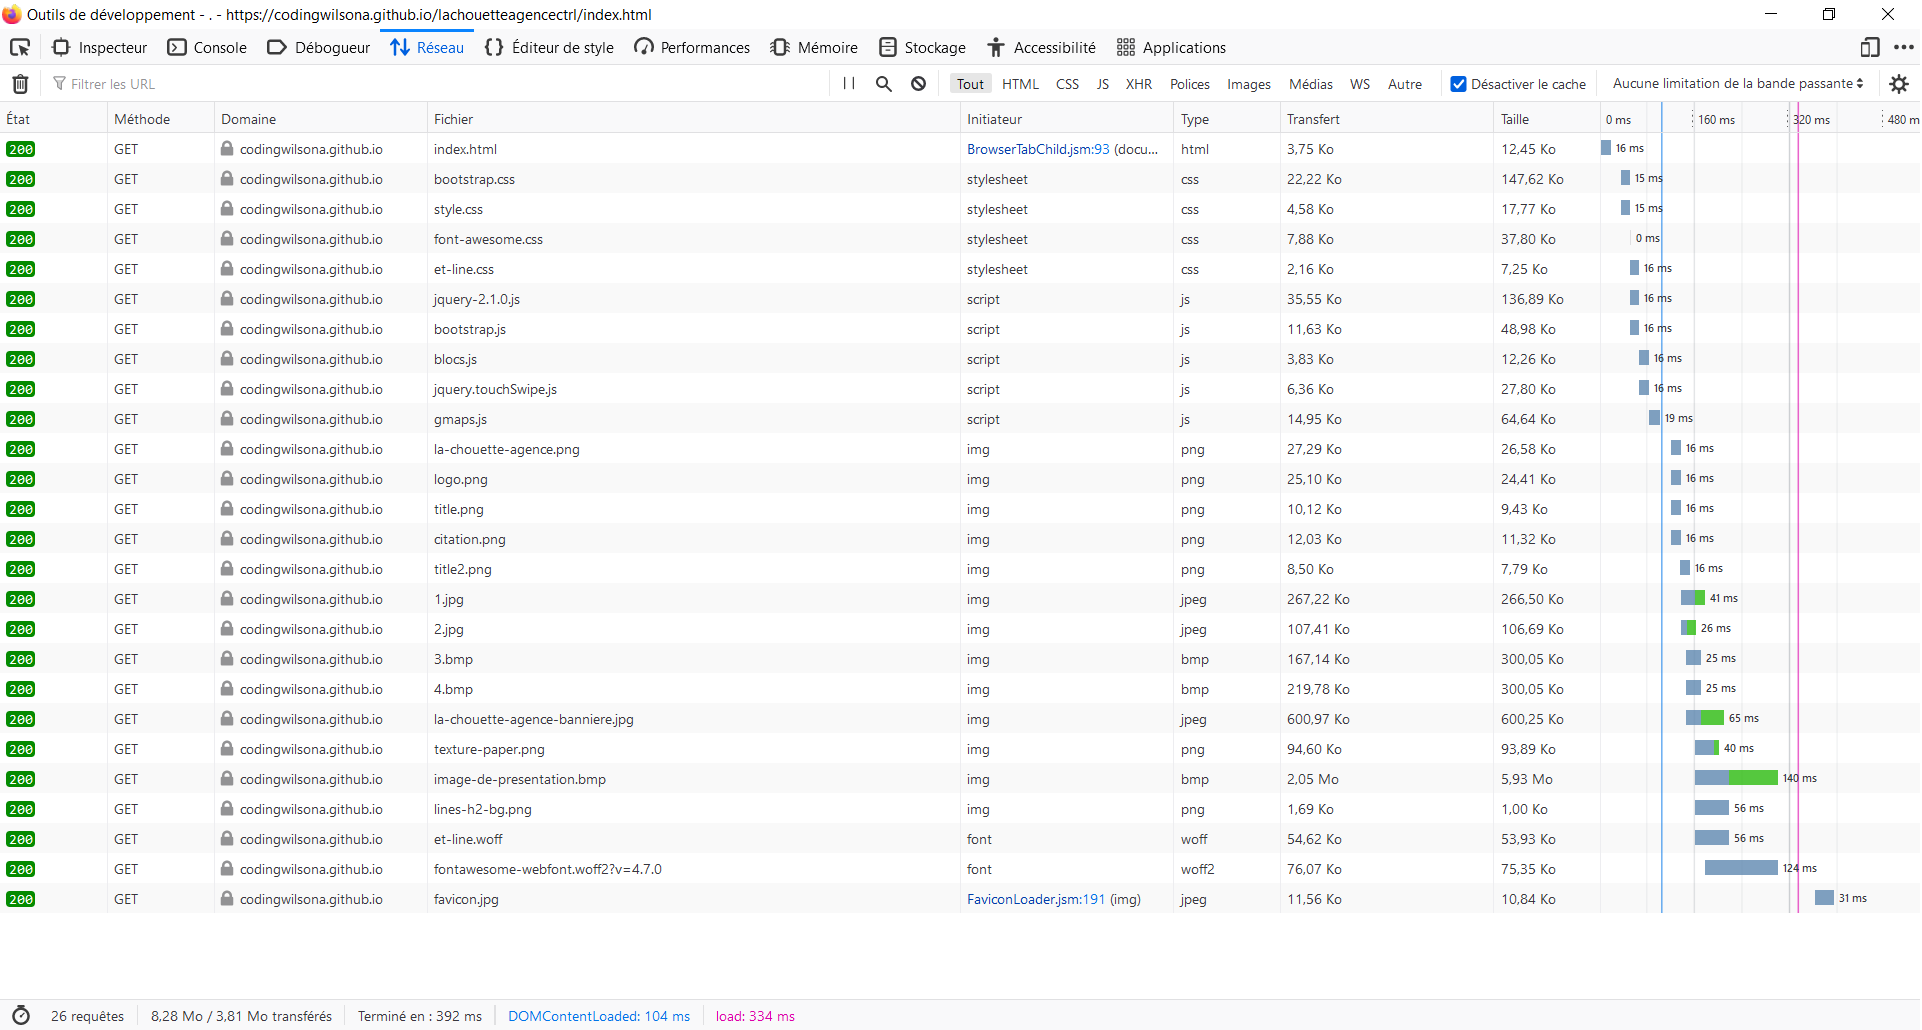 Outils de développement - . - https://codingwilsona.github.io/lachouetteagencectrl/index.html
Inspecteur Console Débogueur Réseau Éditeur de style Performances Mémoire Stockage Accessibilité Applications
Filtrer les URL Tout HTML CSS JS XHR Polices Images Médias WS Autre Désactiver le cache Aucune limitation de la bande passante
État Méthode Domaine Fichier Initiateur Type Transfert Taille 0 ms 160 ms 320 ms 480 m
200 GET codingwilsona.github.io index.html BrowserTabChild.jsm:93 (docu... html 3,75 Ko 12,45 Ko 16 ms
200 GET codingwilsona.github.io bootstrap.css stylesheet css 22,22 Ko 147,62 Ko 15 ms
200 GET codingwilsona.github.io style.css stylesheet css 4,58 Ko 17,77 Ko 15 ms
200 GET codingwilsona.github.io font-awesome.css stylesheet css 7,88 Ko 37,80 Ko 0 ms
200 GET codingwilsona.github.io et-line.css stylesheet css 2,16 Ko 7,25 Ko 16 ms
200 GET codingwilsona.github.io jquery-2.1.0.js script js 35,55 Ko 136,89 Ko 16 ms
200 GET codingwilsona.github.io bootstrap.js script js 11,63 Ko 48,98 Ko 16 ms
200 GET codingwilsona.github.io blocs.js script js 3,83 Ko 12,26 Ko 16 ms
200 GET codingwilsona.github.io jquery.touchSwipe.js script js 6,36 Ko 27,80 Ko 16 ms
200 GET codingwilsona.github.io gmaps.js script js 14,95 Ko 64,64 Ko 19 ms
200 GET codingwilsona.github.io la-chouette-agence.png img png 27,29 Ko 26,58 Ko 16 ms
200 GET codingwilsona.github.io logo.png img png 25,10 Ko 24,41 Ko 16 ms
200 GET codingwilsona.github.io title.png img png 10,12 Ko 9,43 Ko 16 ms
200 GET codingwilsona.github.io citation.png img png 12,03 Ko 11,32 Ko 16 ms
200 GET codingwilsona.github.io title2.png img png 8,50 Ko 7,79 Ko 16 ms
200 GET codingwilsona.github.io 1.jpg img jpeg 267,22 Ko 266,50 Ko 41 ms
200 GET codingwilsona.github.io 2.jpg img jpeg 107,41 Ko 106,69 Ko 26 ms
200 GET codingwilsona.github.io 3.bmp img bmp 167,14 Ko 300,05 Ko 25 ms
200 GET codingwilsona.github.io 4.bmp img bmp 219,78 Ko 300,05 Ko 25 ms
200 GET codingwilsona.github.io la-chouette-agence-banniere.jpg img jpeg 600,97 Ko 600,25 Ko 65 ms
200 GET codingwilsona.github.io texture-paper.png img png 94,60 Ko 93,89 Ko 40 ms
200 GET codingwilsona.github.io image-de-presentation.bmp img bmp 2,05 Mo 5,93 Mo 140 ms
200 GET codingwilsona.github.io lines-h2-bg.png img png 1,69 Ko 1,00 Ko 56 ms
200 GET codingwilsona.github.io et-line.woff font woff 54,62 Ko 53,93 Ko 56 ms
200 GET codingwilsona.github.io fontawesome-webfont.woff2?v=4.7.0 font woff2 76,07 Ko 75,35 Ko 124 ms
200 GET codingwilsona.github.io favicon.jpg FaviconLoader.jsm:191 (img) jpeg 11,56 Ko 10,84 Ko 31 ms
26 requêtes 8,28 Mo / 3,81 Mo transférés Terminé en : 392 ms DOMContentLoaded: 104 ms load: 334 ms